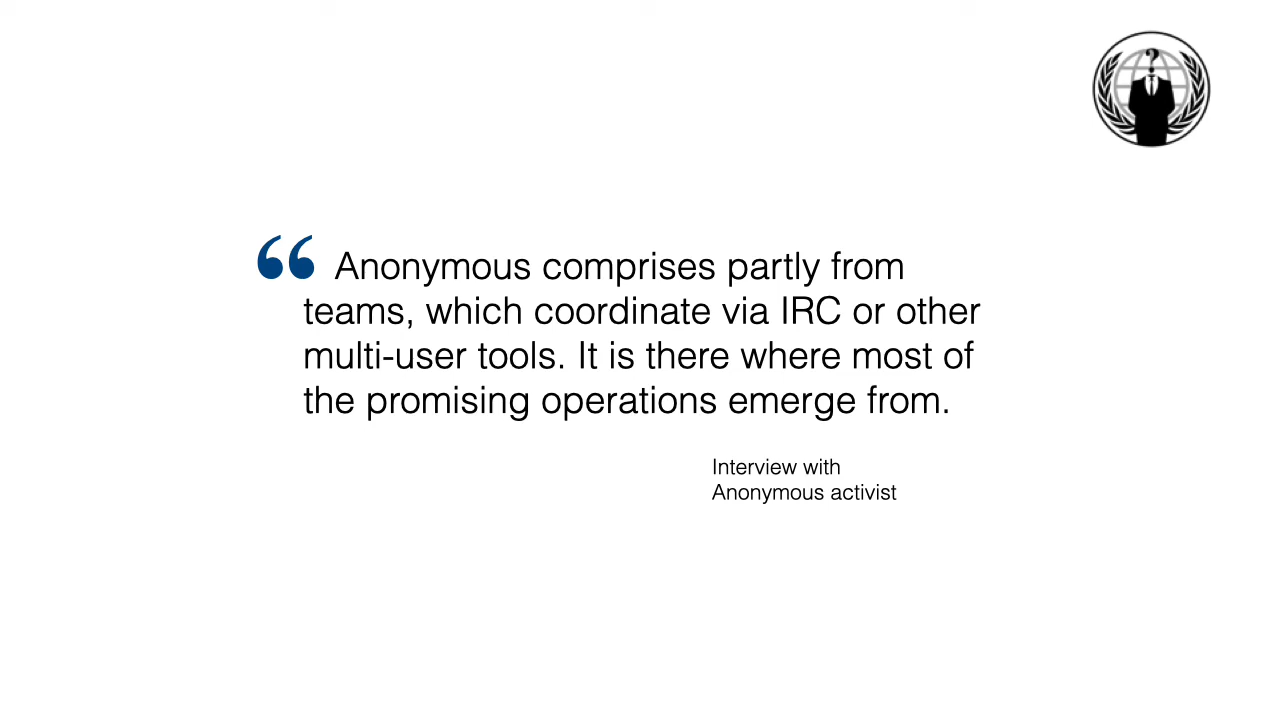 “ Anonymous comprises partly from
teams, which coordinate via IRC or other
multi-user tools. It is there where most of
the promising operations emerge from.
Interview with
Anonymous activist
?